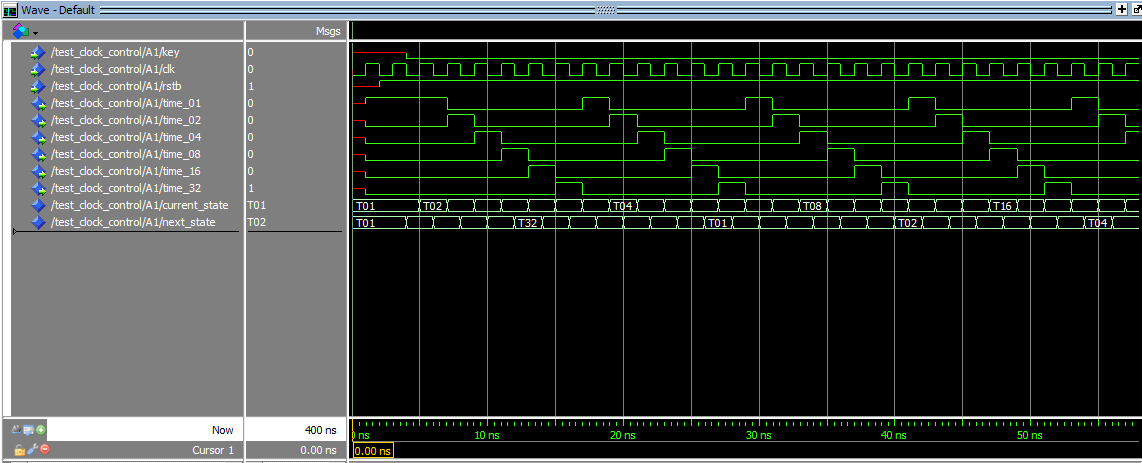 Wave - Default
Msgs
/test_clock_control/A1/key 0
/test_clock_control/A1/clk 0
/test_clock_control/A1/rstb 1
/test_clock_control/A1/time_01 0
/test_clock_control/A1/time_02 0
/test_clock_control/A1/time_04 0
/test_clock_control/A1/time_08 0
/test_clock_control/A1/time_16 0
/test_clock_control/A1/time_32 1
/test_clock_control/A1/current_state T01 T01 T02 T04 T08 T16
/test_clock_control/A1/next_state T02 T01 T32 T01 T02 T04
Now 400 ns 0 ns 10 ns 20 ns 30 ns 40 ns 50 ns
Cursor 1 0.00 ns 0.00 ns